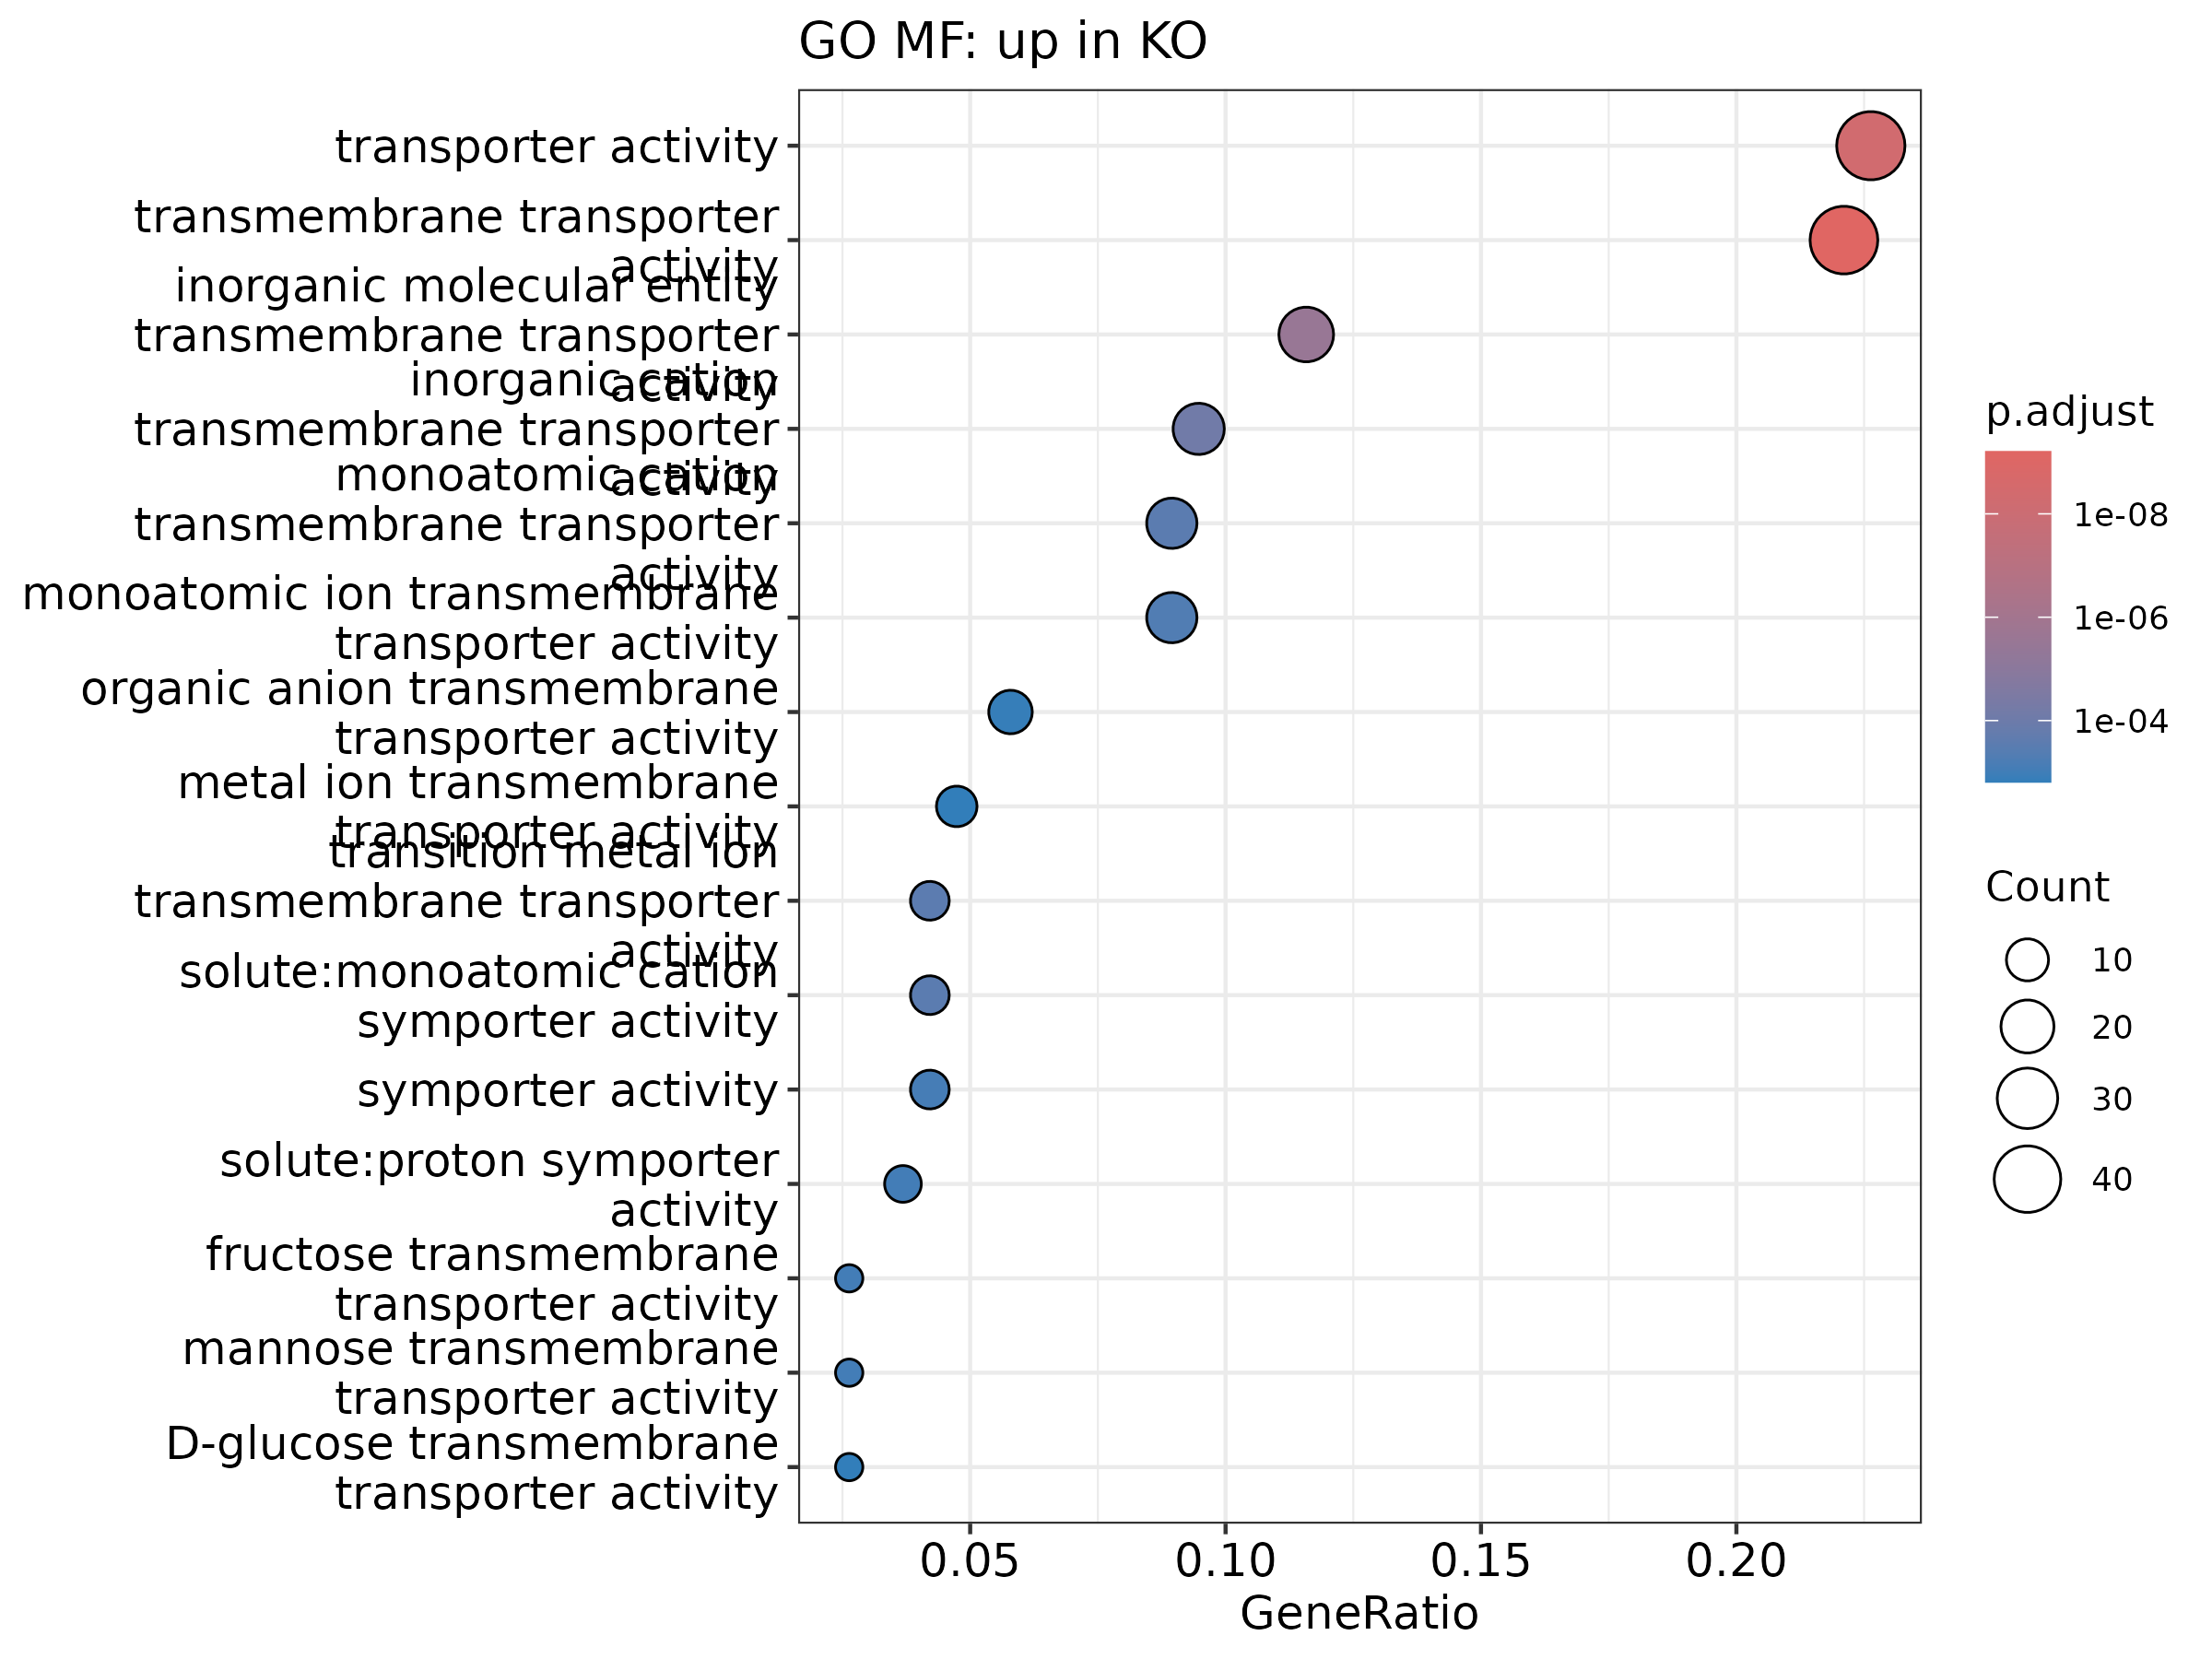 GO MF: up in KO
transporter activity
transmembrane transporter
activity
inorganic molecular entity
transmembrane transporter
activity
inorganic cation
transmembrane transporter
activity
monoatomic cation
transmembrane transporter
activity
monoatomic ion transmembrane
transporter activity
organic anion transmembrane
transporter activity
metal ion transmembrane
transporter activity
transition metal ion
transmembrane transporter
activity
solute:monoatomic cation
symporter activity
symporter activity
solute:proton symporter
activity
fructose transmembrane
transporter activity
mannose transmembrane
transporter activity
D-glucose transmembrane
transporter activity
0.05
0.10
0.15
0.20
GeneRatio
p.adjust
1e-08
1e-06
1e-04
Count
10
20
30
40